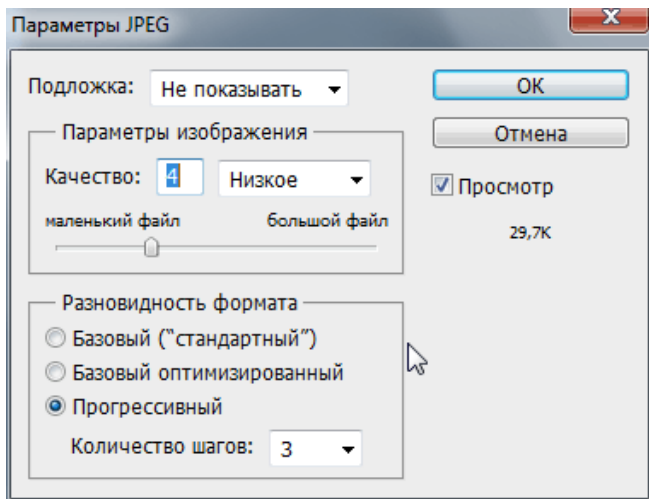 Параметры JPEG
Подложка: Не показывать
OK
Параметры изображения
Отмена
Качество: 4 Низкое
Просмотр
маленький файл большой файл
29,7K
Разновидность формата
Базовый ("стандартный")
Базовый оптимизированный
Прогрессивный
Количество шагов: 3